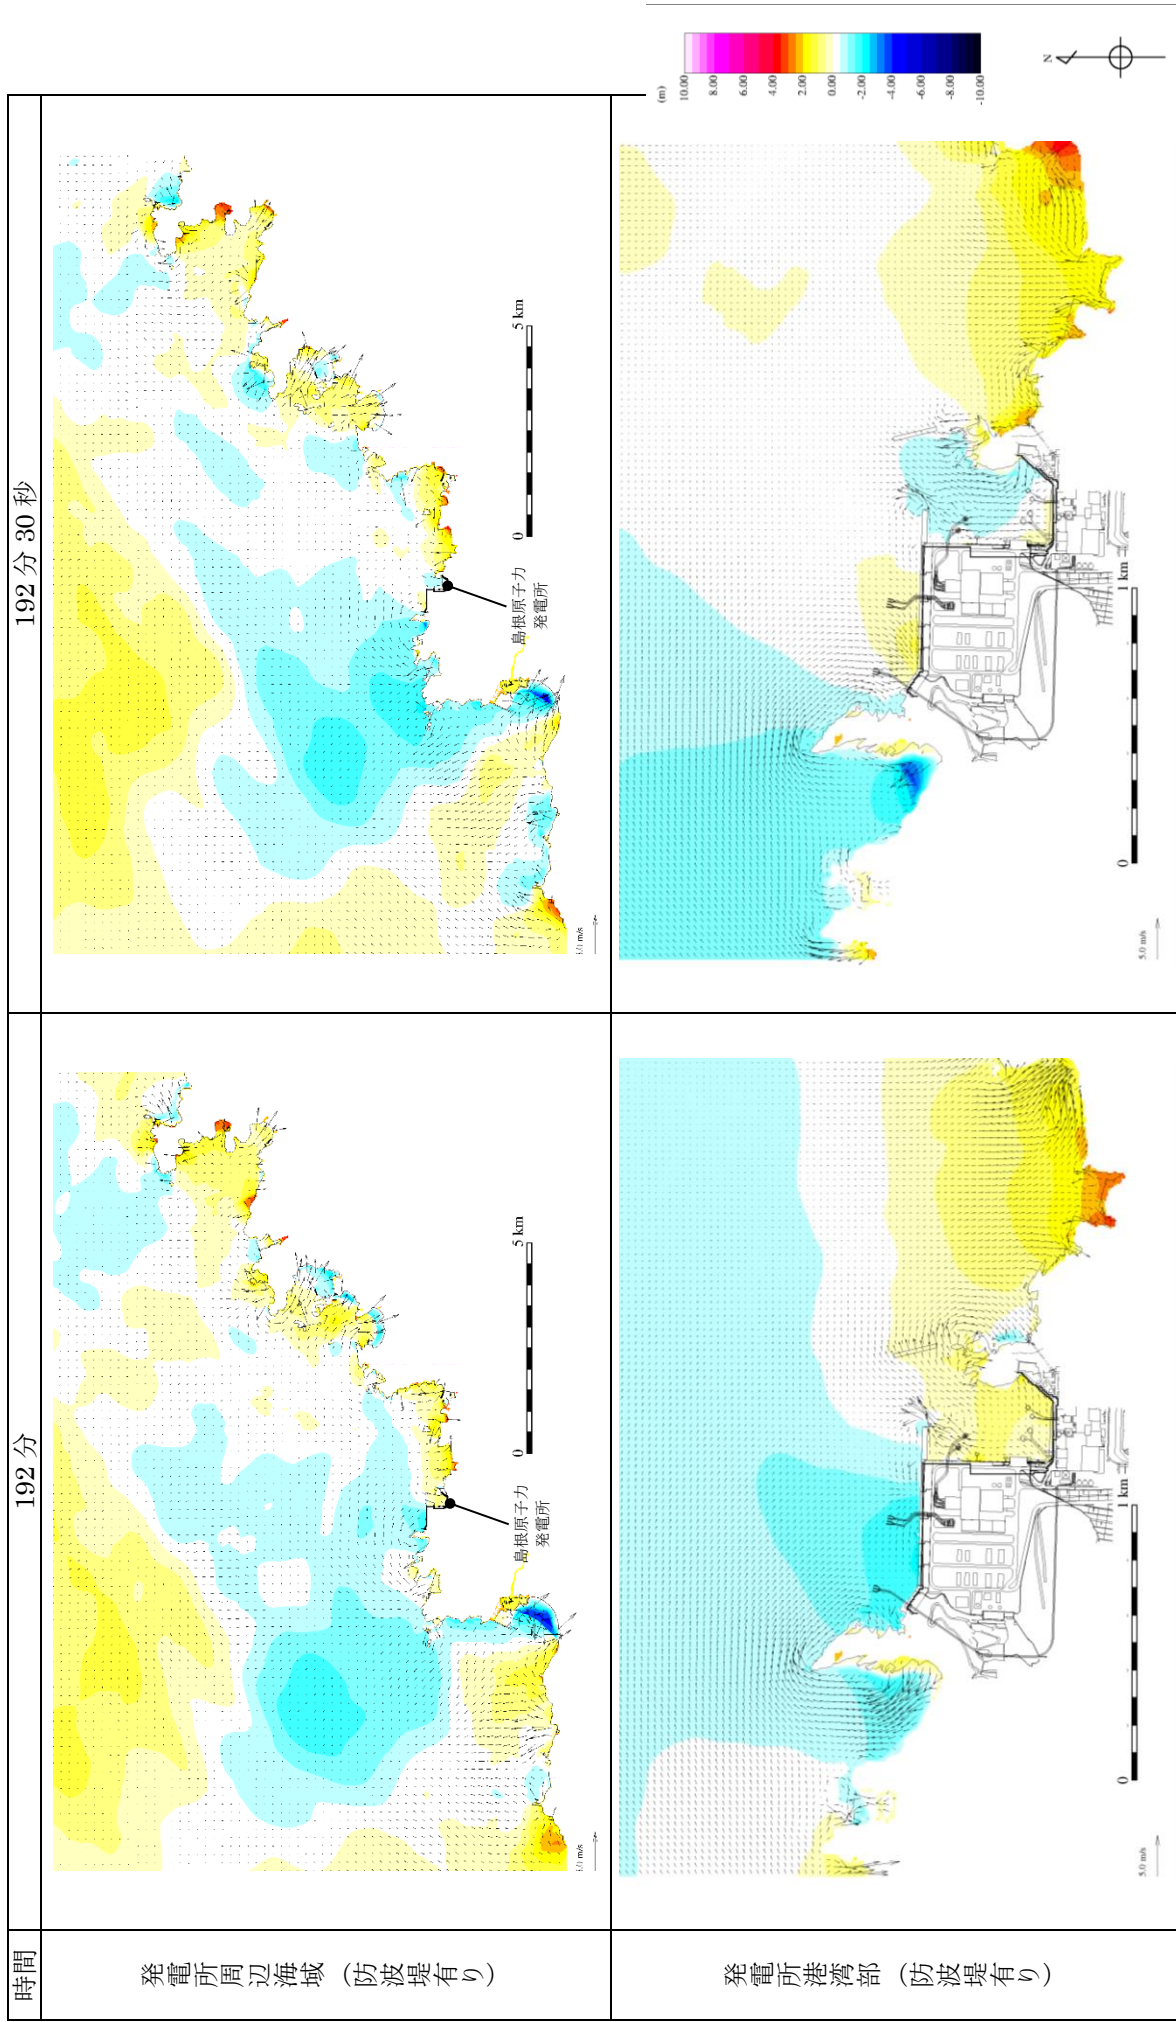 時間
192分
192分30秒
発電所周辺海域（防波堤有り）
島根原子力
発電所
0
5 km
5.0 m/s
島根原子力
発電所
0
5 km
5.0 m/s
発電所港湾部（防波堤有り）
0
1 km
5.0 m/s
0
1 km
5.0 m/s
(m)
10.00
8.00
6.00
4.00
2.00
0.00
-2.00
-4.00
-6.00
-8.00
-10.00
N